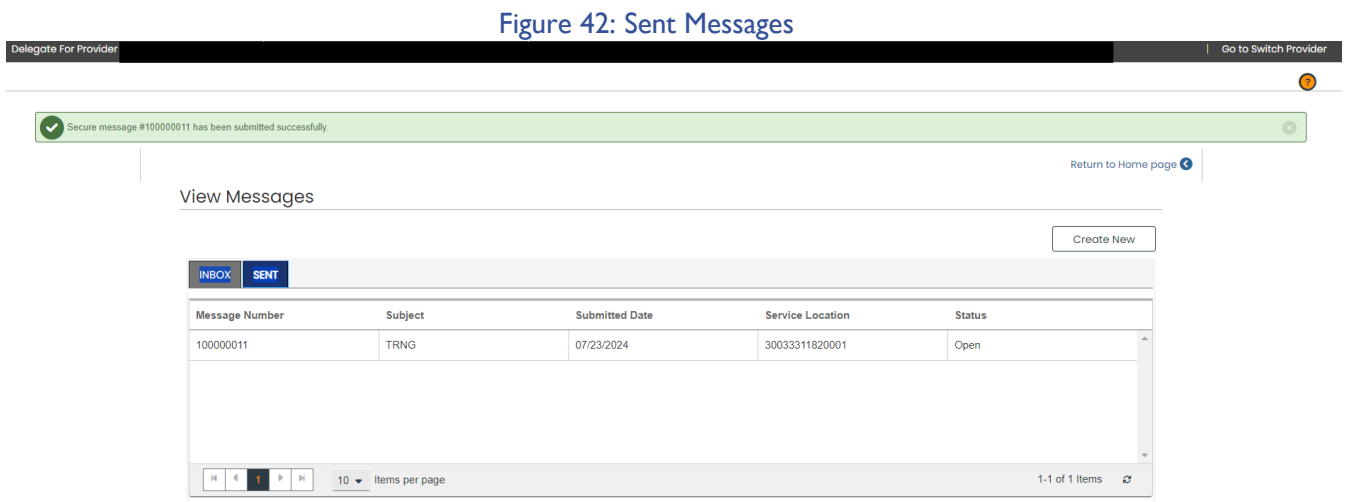 Figure 42: Sent Messages
Delegate For Provider | Go to Switch Provider
?
Secure message #100000011 has been submitted successfully.
Return to Home page
View Messages
Create New
INBOX SENT
Message Number Subject Submitted Date Service Location Status
100000011 TRNG 07/23/2024 30033311820001 Open
1 10 Items per page 1-1 of 1 Items